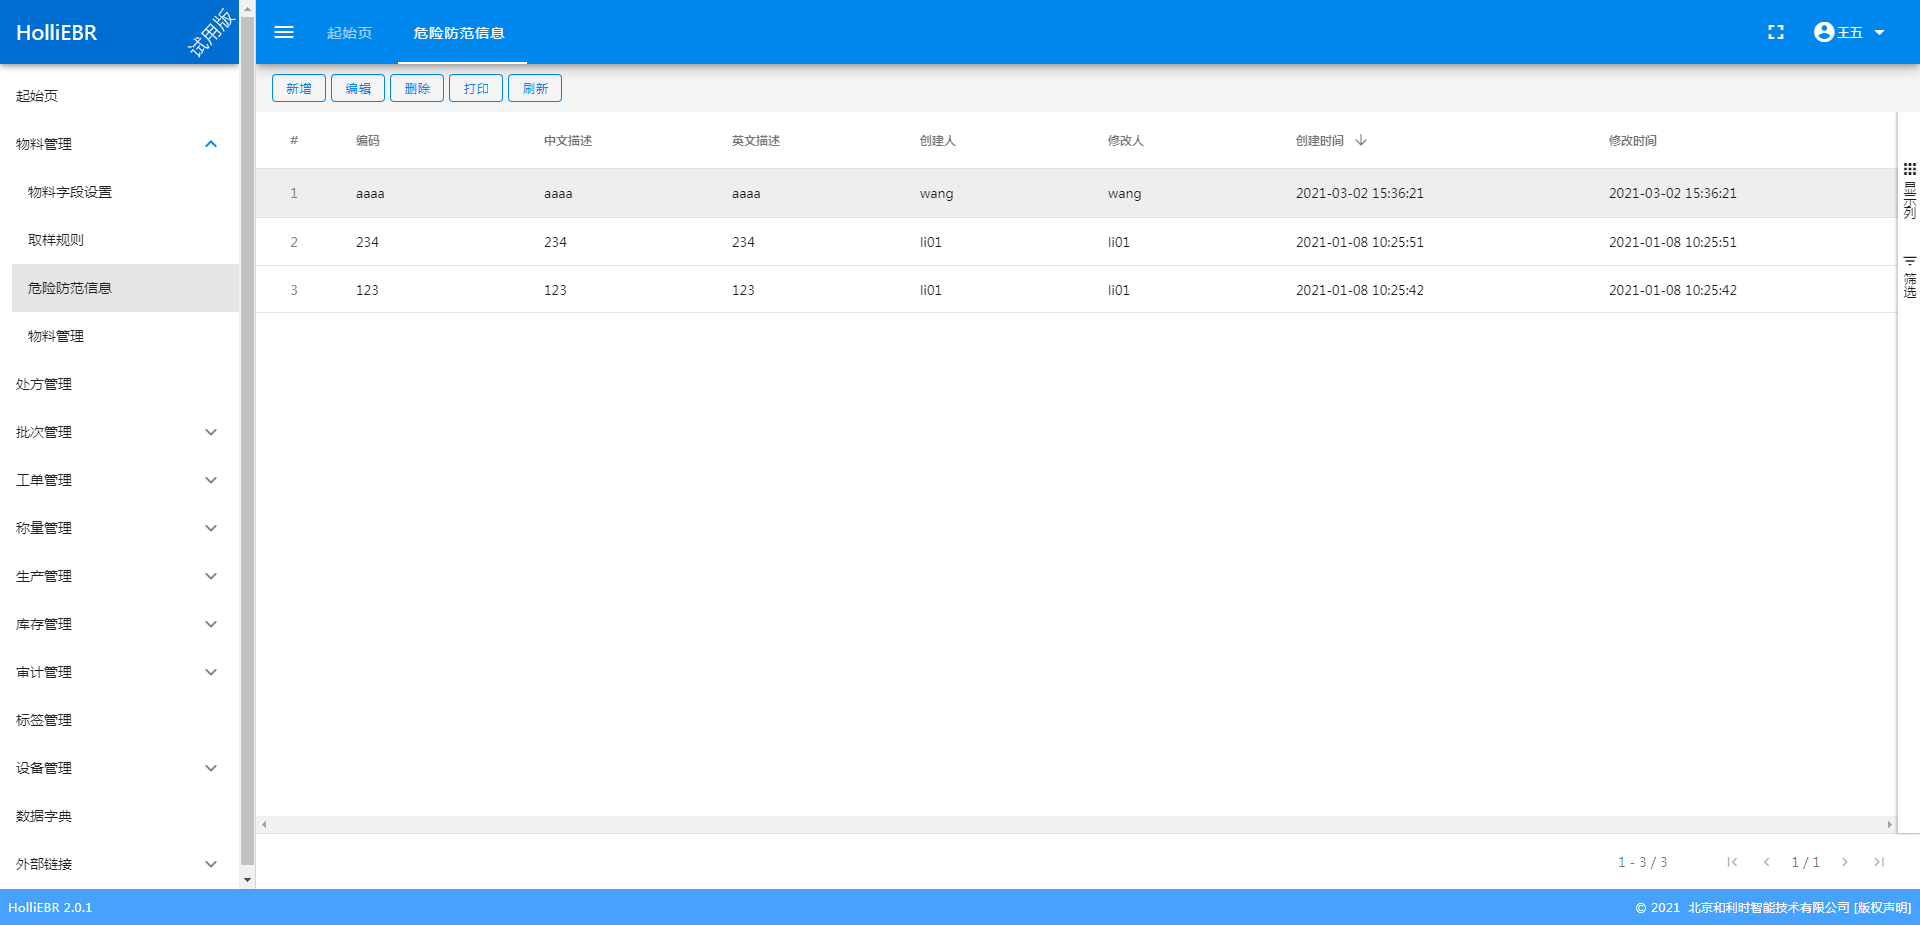 HolliEBR
试用版
起始页
危险防范信息
王五
起始页
物料管理
物料字段设置
取样规则
危险防范信息
物料管理
处方管理
批次管理
工单管理
称量管理
生产管理
库存管理
审计管理
标签管理
设备管理
数据字典
外部链接
新增 编辑 删除 打印 刷新
# 编码 中文描述 英文描述 创建人 修改人 创建时间 修改时间
1 aaaa aaaa aaaa wang wang 2021-03-02 15:36:21 2021-03-02 15:36:21
2 234 234 234 li01 li01 2021-01-08 10:25:51 2021-01-08 10:25:51
3 123 123 123 li01 li01 2021-01-08 10:25:42 2021-01-08 10:25:42
显示列
筛选
1 - 3 / 3 1 / 1
HolliEBR 2.0.1
© 2021 北京和利时智能技术有限公司 [版权声明]